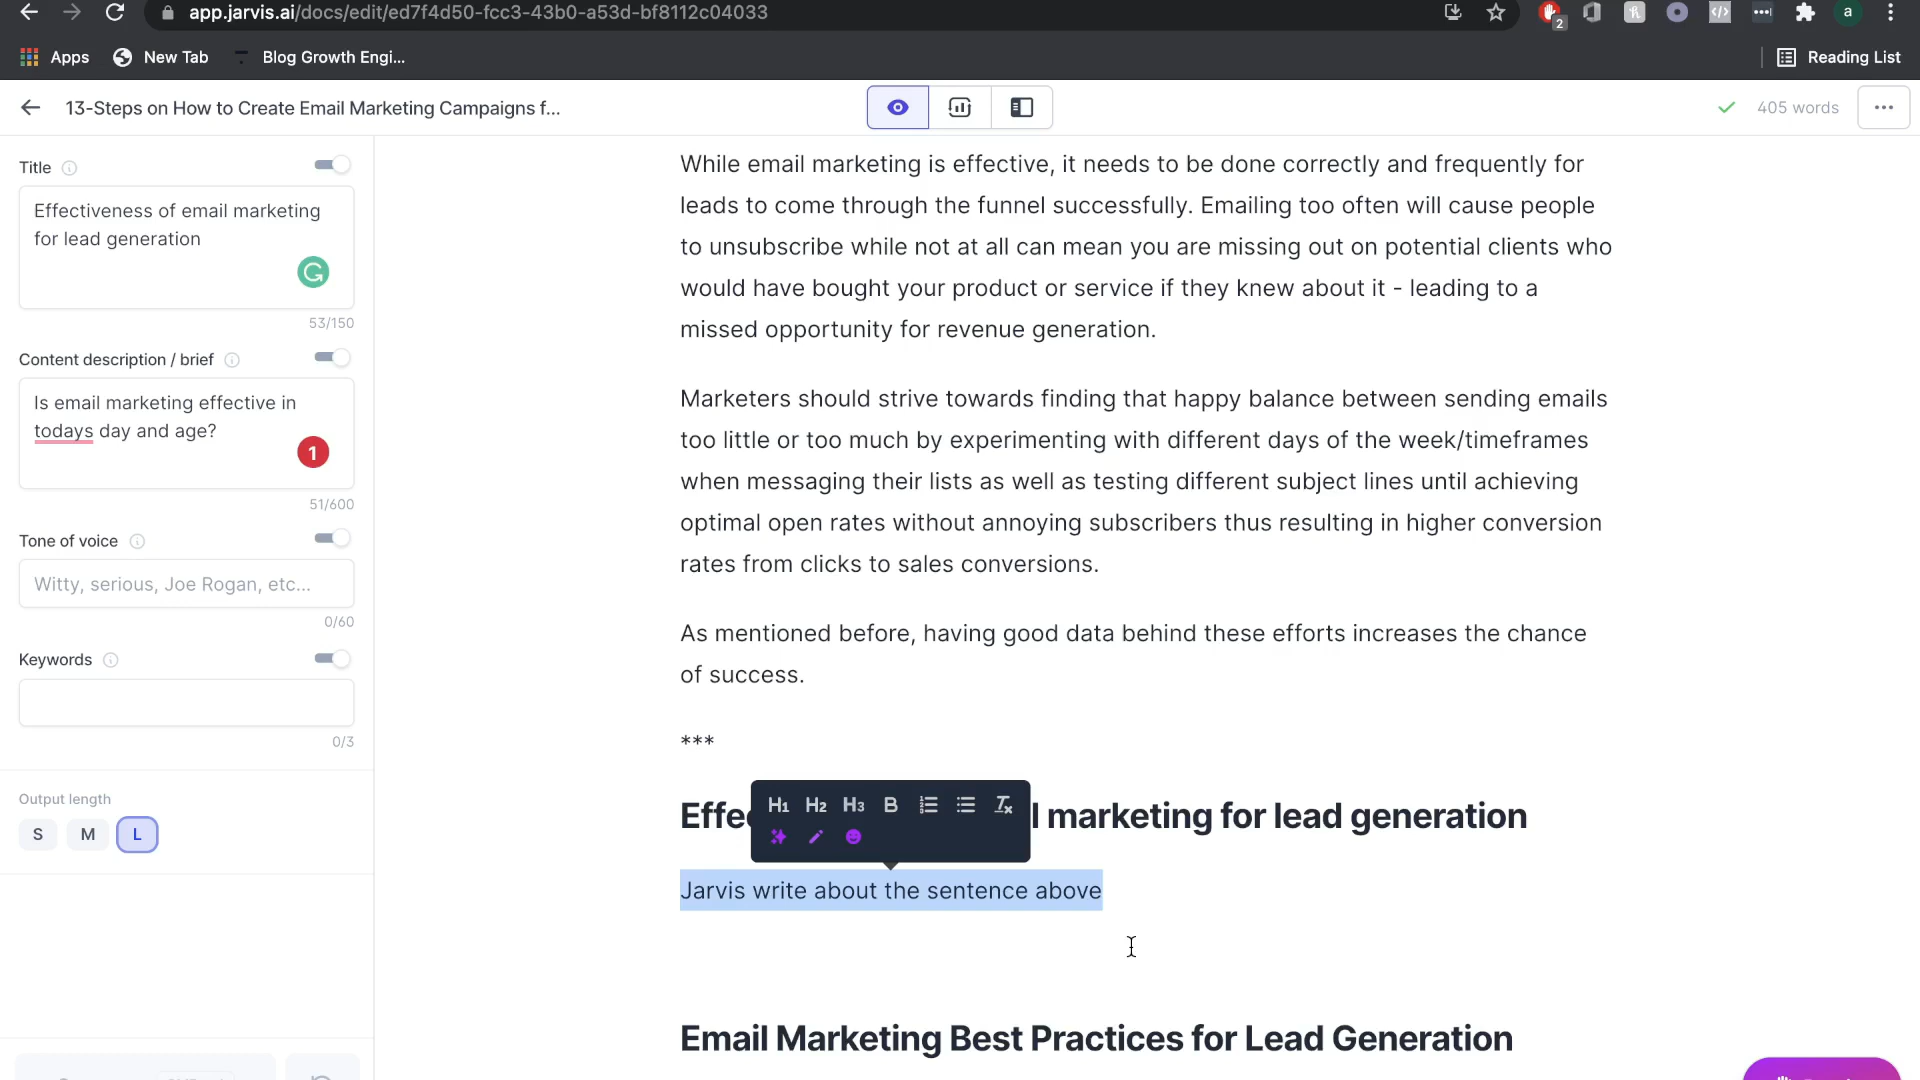 app.jarvis.ai/docs/edit/ed7f4d50-fcc3-43b0-a53d-bf8112c04033
2
a
Apps
New Tab
Blog Growth Engi...
Reading List
13-Steps on How to Create Email Marketing Campaigns f...
405 words
Title
Effectiveness of email marketing
for lead generation
53/150
Content description / brief
Is email marketing effective in
todays day and age?
1
51/600
Tone of voice
Witty, serious, Joe Rogan, etc...
0/60
Keywords
0/3
Output length
S M L
While email marketing is effective, it needs to be done correctly and frequently for
leads to come through the funnel successfully. Emailing too often will cause people
to unsubscribe while not at all can mean you are missing out on potential clients who
would have bought your product or service if they knew about it - leading to a
missed opportunity for revenue generation.
Marketers should strive towards finding that happy balance between sending emails
too little or too much by experimenting with different days of the week/timeframes
when messaging their lists as well as testing different subject lines until achieving
optimal open rates without annoying subscribers thus resulting in higher conversion
rates from clicks to sales conversions.
As mentioned before, having good data behind these efforts increases the chance
of success.
***
H1 H2 H3 B
marketing for lead generation
Jarvis write about the sentence above
Email Marketing Best Practices for Lead Generation